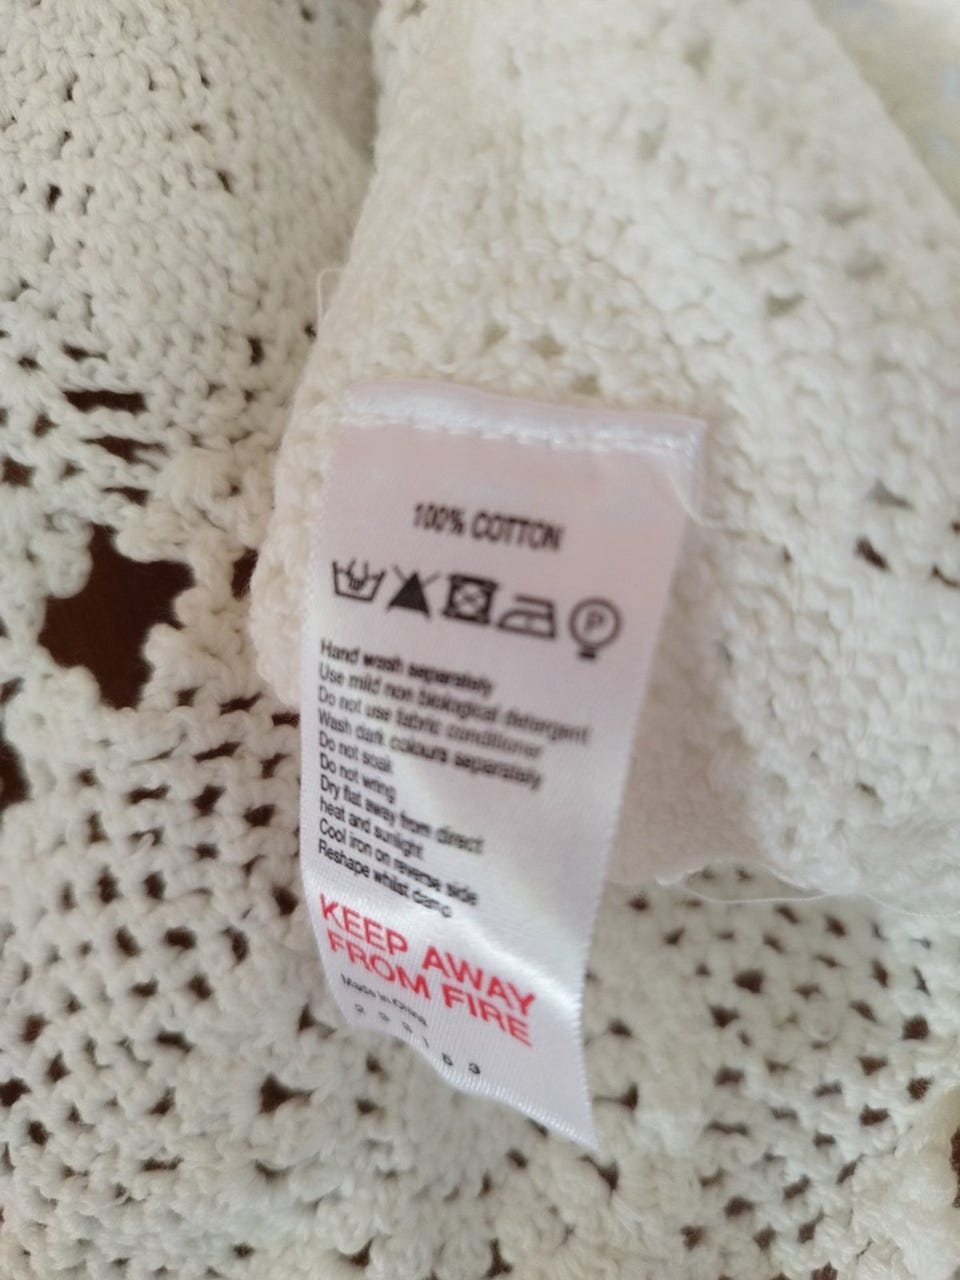 100% COTTON
P
Hand wash separately
Use mild non biological detergent
Do not use fabric conditioner
Wash dark colours separately
Do not soak
Do not wring
Dry flat away from direct
heat and sunlight
Cool iron on reverse side
Reshape whilst damp
KEEP AWAY
FROM FIRE
Made in China